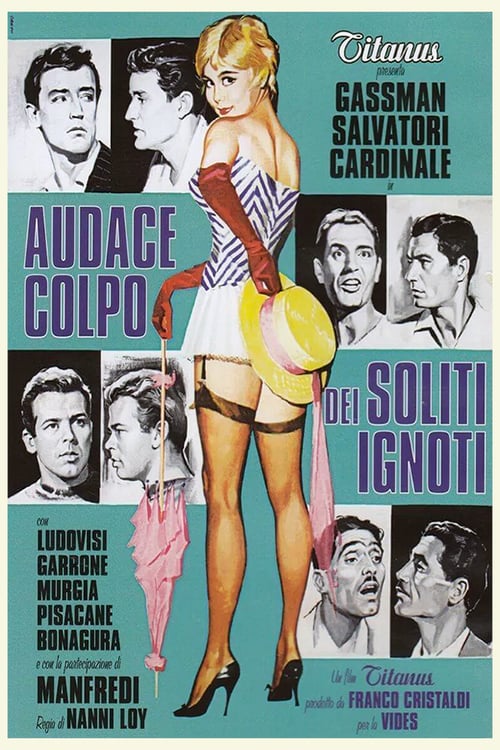 Titanus
presenta
GASSMAN
SALVATORI
CARDINALE
in
AUDACE
COLPO
DEI SOLITI
IGNOTI
con
LUDOVISI
GARRONE
MURGIA
PISACANE
BONAGURA
e con la partecipazione di
MANFREDI
Regia di NANNI LOY
Un film Titanus
prodotto da FRANCO CRISTALDI
per la VIDES